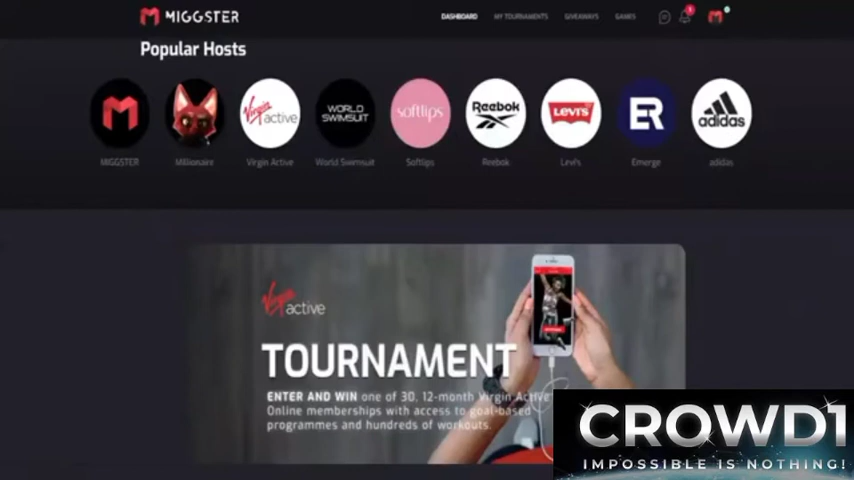 MIGGSTER
DASHBOARD MY TOURNAMENTS GIVEAWAYS GAMES
3
Popular Hosts
Virgin active
WORLD SWIMSUIT
softlips
Reebok
LEVI'S
ER
adidas
MIGGSTER Millionaire Virgin Active World Swimsuit Softlips Reebok Levi's Emerge adidas
Virgin active
TOURNAMENT
ENTER AND WIN one of 30, 12-month Virgin Active
Online memberships with access to goal-based
programmes and hundreds of workouts.
CROWD1
IMPOSSIBLE IS NOTHING!